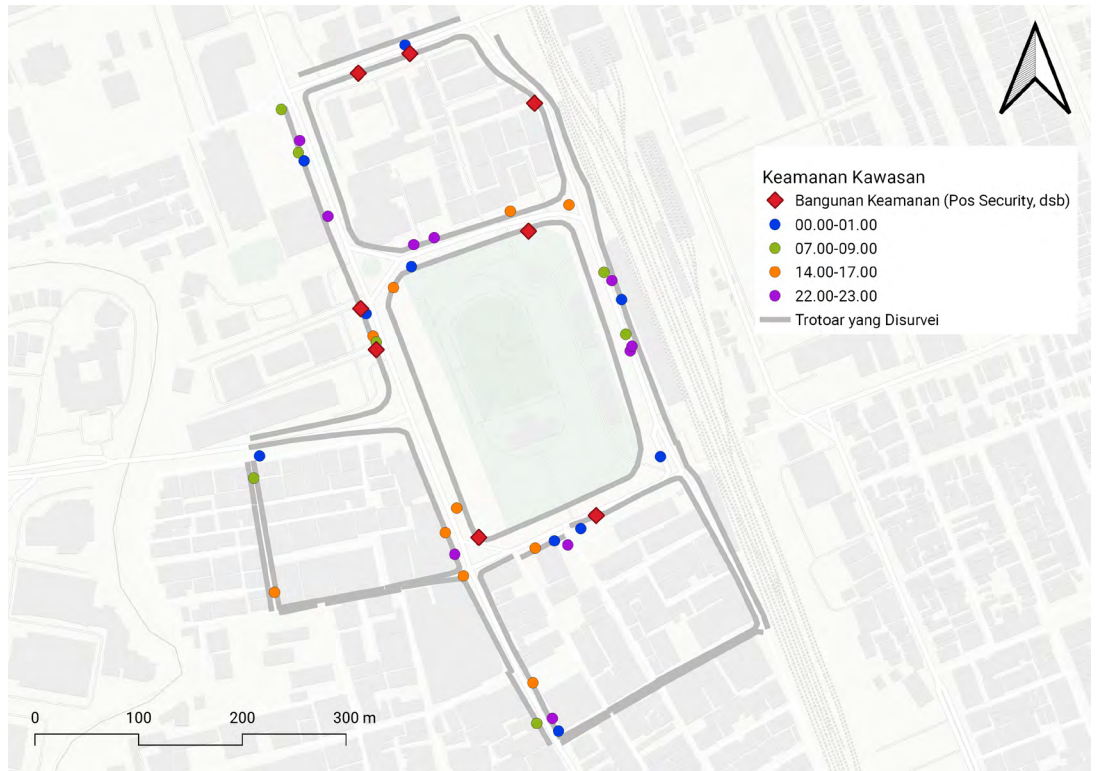 Keamanan Kawasan
Bangunan Keamanan (Pos Security, dsb)
00.00-01.00
07.00-09.00
14.00-17.00
22.00-23.00
Trotoar yang Disurvei
0 100 200 300 m